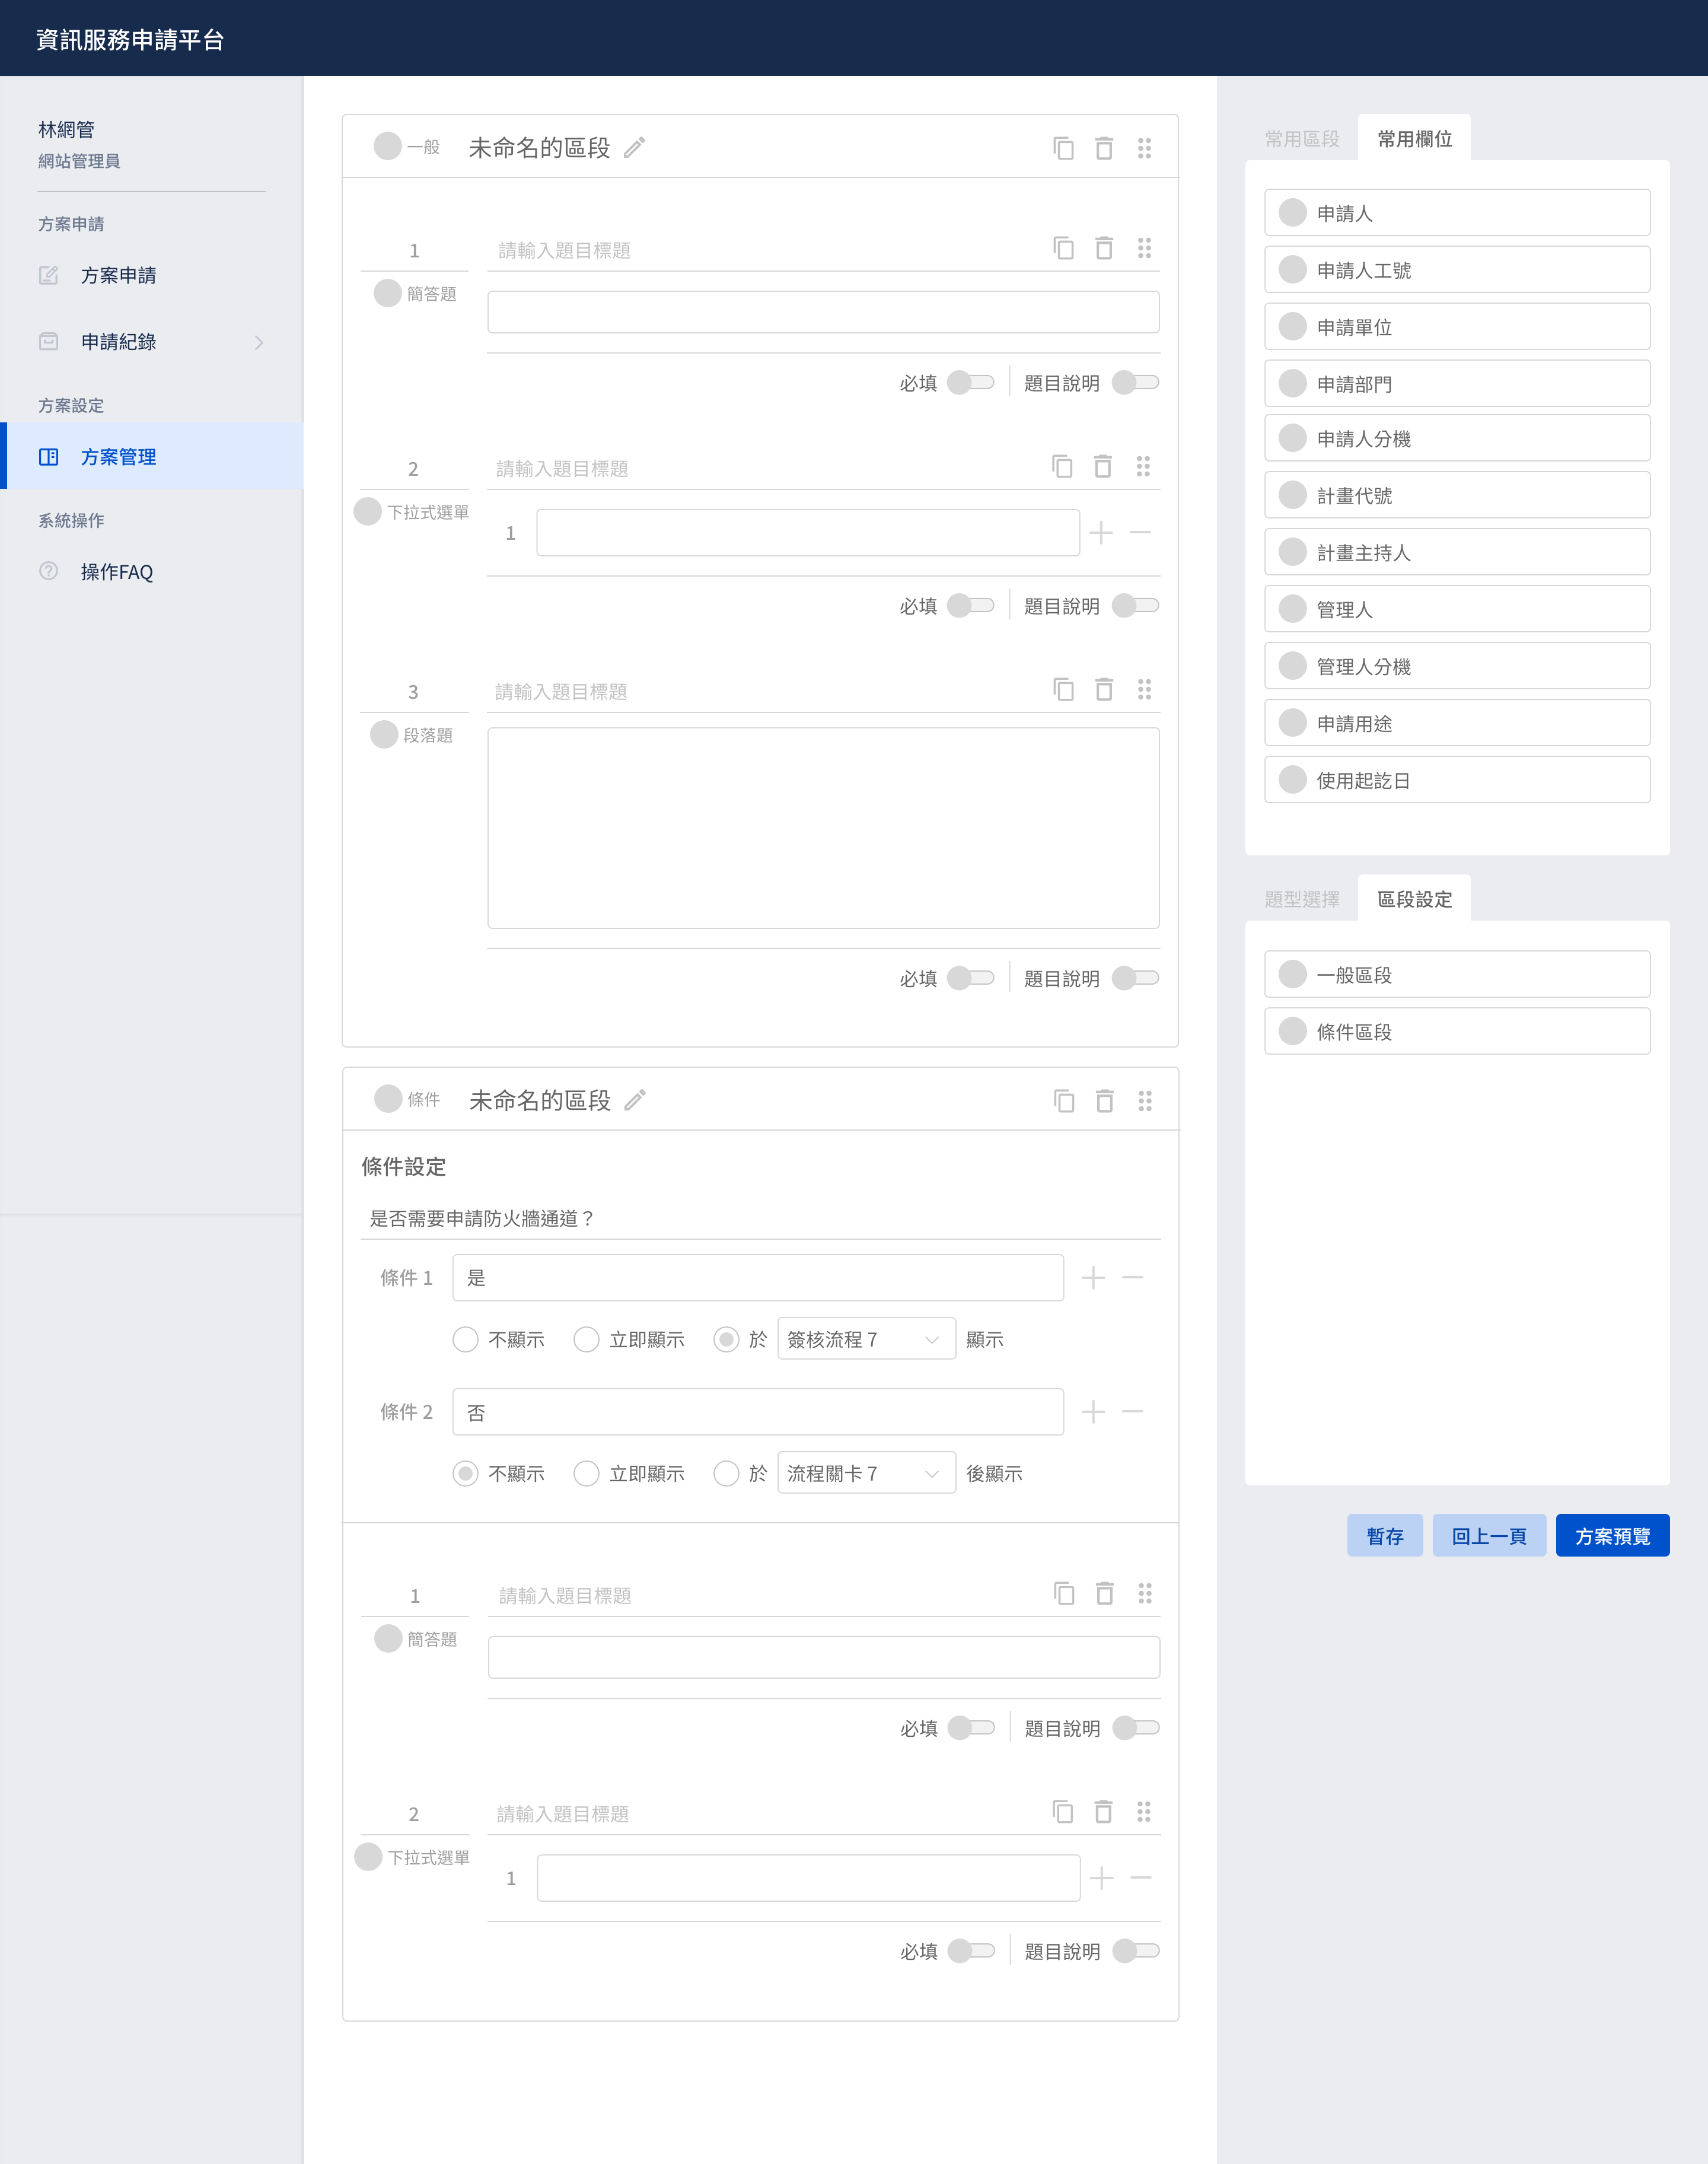 資訊服務申請平台
林網管
網站管理員
方案申請
方案申請
申請紀錄
方案設定
方案管理
系統操作
操作FAQ
一般 未命名的區段
1 請輸入題目標題
簡答題
必填 題目說明
2 請輸入題目標題
下拉式選單
1
必填 題目說明
3 請輸入題目標題
段落題
必填 題目說明
條件 未命名的區段
條件設定
是否需要申請防火牆通道？
條件 1 是
不顯示 立即顯示 於 簽核流程 7 顯示
條件 2 否
不顯示 立即顯示 於 流程關卡 7 後顯示
1 請輸入題目標題
簡答題
必填 題目說明
2 請輸入題目標題
下拉式選單
1
必填 題目說明
常用區段 常用欄位
申請人
申請人工號
申請單位
申請部門
申請人分機
計畫代號
計畫主持人
管理人
管理人分機
申請用途
使用起訖日
題型選擇 區段設定
一般區段
條件區段
暫存 回上一頁 方案預覽